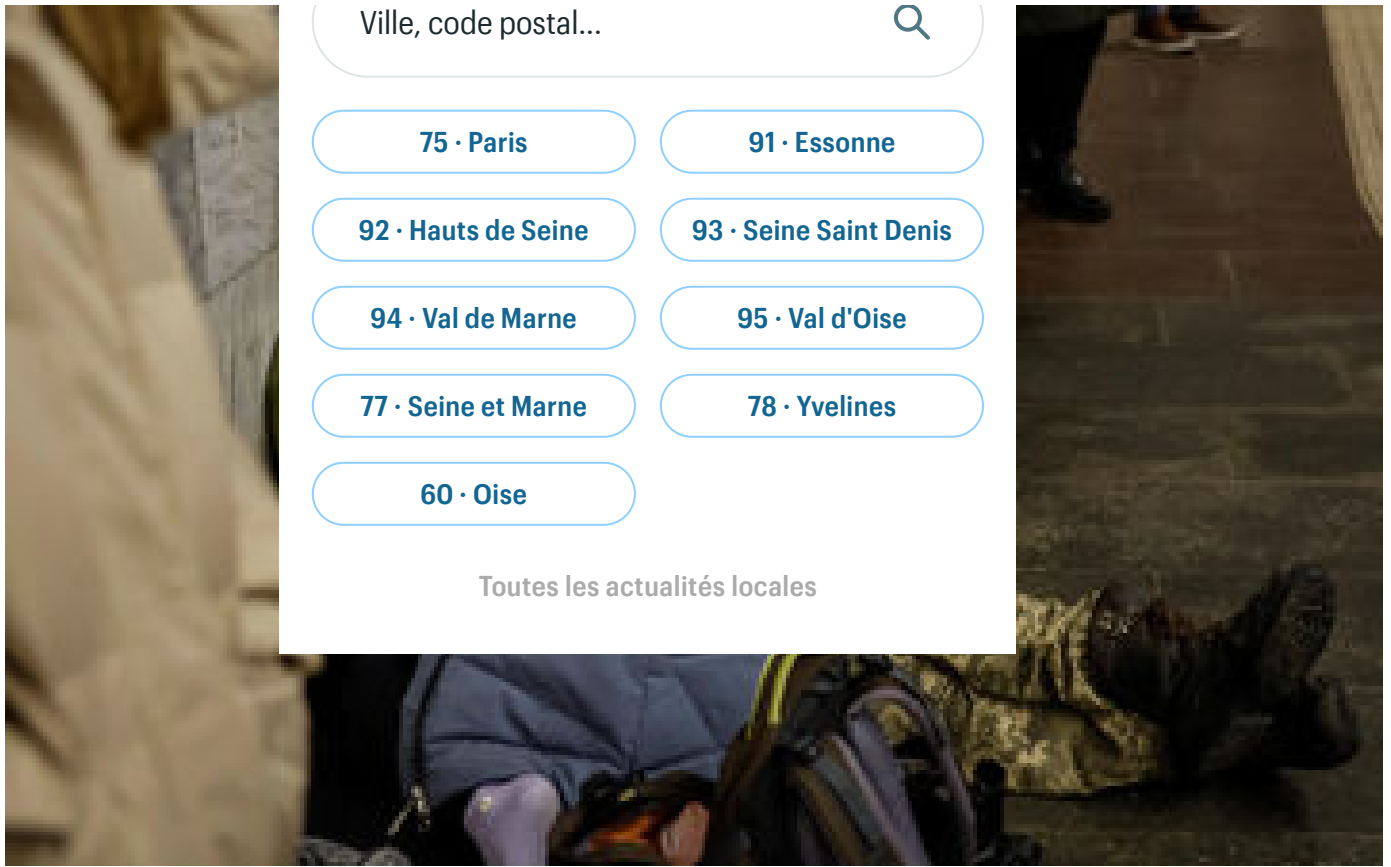 Ville, code postal...
75 · Paris
91 · Essonne
92 · Hauts de Seine
93 · Seine Saint Denis
94 · Val de Marne
95 · Val d'Oise
77 · Seine et Marne
78 · Yvelines
60 · Oise
Toutes les actualités locales